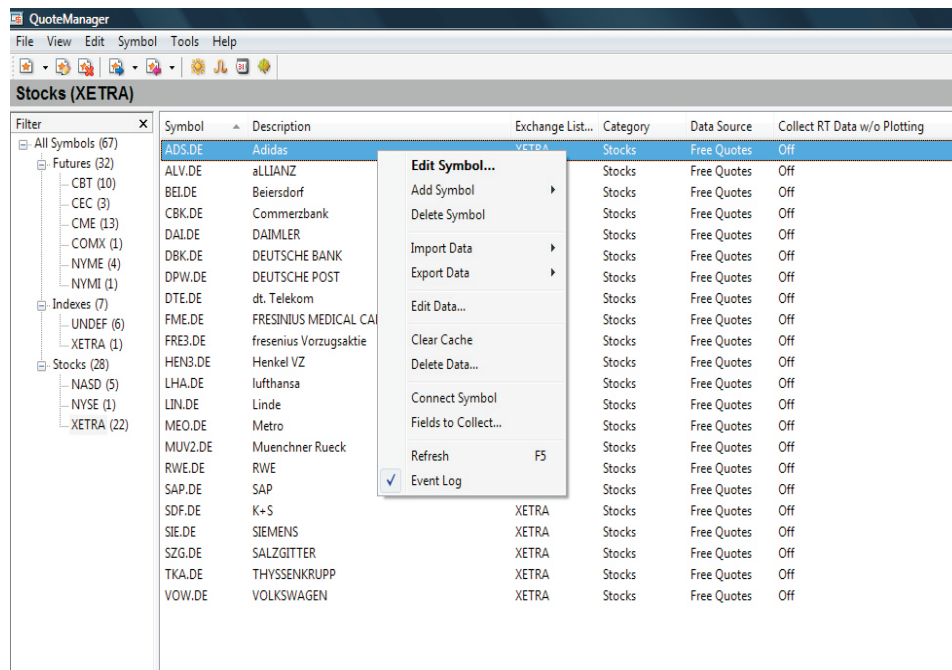 QuoteManager
File View Edit Symbol Tools Help
Stocks (XETRA)
Filter x
All Symbols (67)
Futures (32)
CBT (10)
CEC (3)
CME (13)
COMX (1)
NYME (4)
NYMI (1)
Indexes (7)
UNDEF (6)
XETRA (1)
Stocks (28)
NASD (5)
NYSE (1)
XETRA (22)
Symbol Description Exchange List... Category Data Source Collect RT Data w/o Plotting
ADS.DE Adidas XETRA Stocks Free Quotes Off
ALV.DE aLLIANZ Stocks Free Quotes Off
BEI.DE Beiersdorf Stocks Free Quotes Off
CBK.DE Commerzbank Stocks Free Quotes Off
DAI.DE DAIMLER Stocks Free Quotes Off
DBK.DE DEUTSCHE BANK Stocks Free Quotes Off
DPW.DE DEUTSCHE POST Stocks Free Quotes Off
DTE.DE dt. Telekom Stocks Free Quotes Off
FME.DE FRESINIUS MEDICAL Stocks Free Quotes Off
FRE3.DE fresenius Vorzugsaktie Stocks Free Quotes Off
HEN3.DE Henkel VZ Stocks Free Quotes Off
LHA.DE lufthansa Stocks Free Quotes Off
LIN.DE Linde Stocks Free Quotes Off
MEO.DE Metro Stocks Free Quotes Off
MUV2.DE Muenchner Rueck Stocks Free Quotes Off
RWE.DE RWE Stocks Free Quotes Off
SAP.DE SAP Stocks Free Quotes Off
SDF.DE K+S XETRA Stocks Free Quotes Off
SIE.DE SIEMENS XETRA Stocks Free Quotes Off
SZG.DE SALZGITTER XETRA Stocks Free Quotes Off
TKA.DE THYSSENKRUPP XETRA Stocks Free Quotes Off
VOW.DE VOLKSWAGEN XETRA Stocks Free Quotes Off
Edit Symbol...
Add Symbol
Delete Symbol
Import Data
Export Data
Edit Data...
Clear Cache
Delete Data...
Connect Symbol
Fields to Collect...
Refresh F5
Event Log